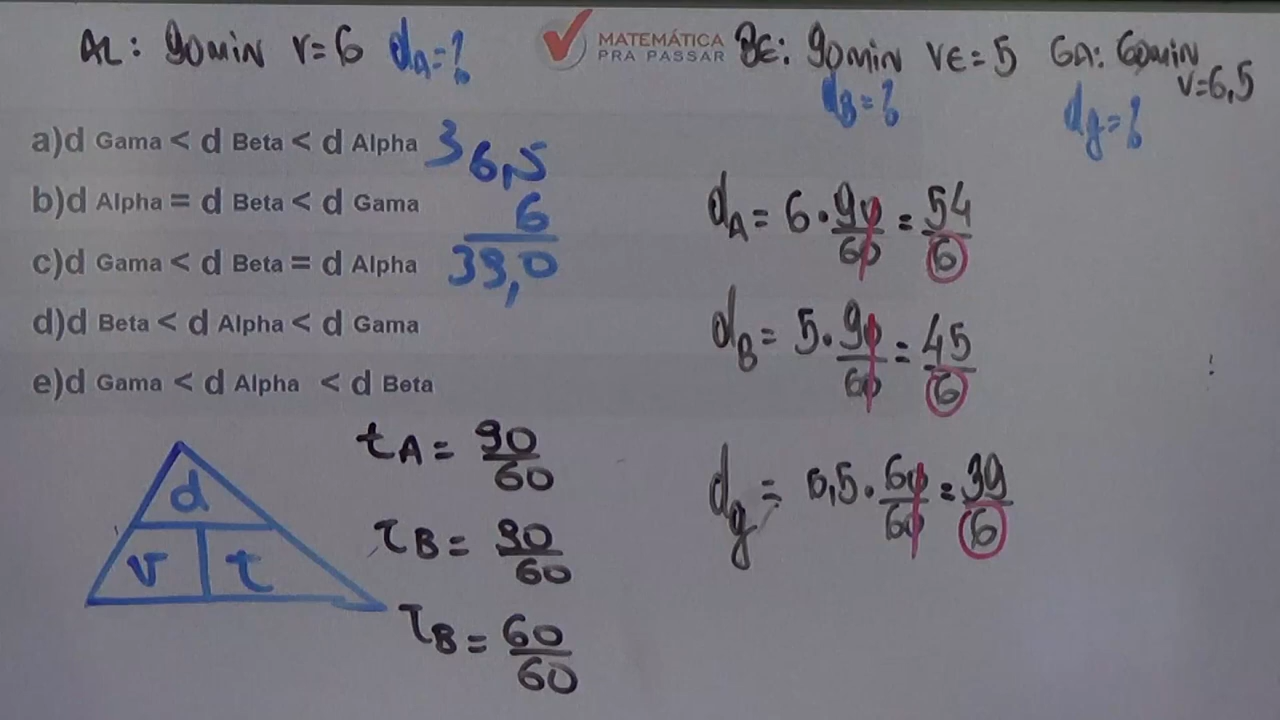 AL: 90min v=6 dA=?
MATEMÁTICA
PRA PASSAR
BE: 90min VE=5
dB=?
GA: 60min
v=6,5
dg=?
a)d Gama < d Beta < d Alpha
b)d Alpha = d Beta < d Gama
c)d Gama < d Beta = d Alpha
d)d Beta < d Alpha < d Gama
e)d Gama < d Alpha < d Beta
3
6,5
6
39,0
dA = 6 · 90/60 = 54/6
dB = 5 · 90/60 = 45/6
dg = 6,5 · 60/60 = 39/6
d
v t
tA = 90/60
tB = 90/60
tB = 60/60